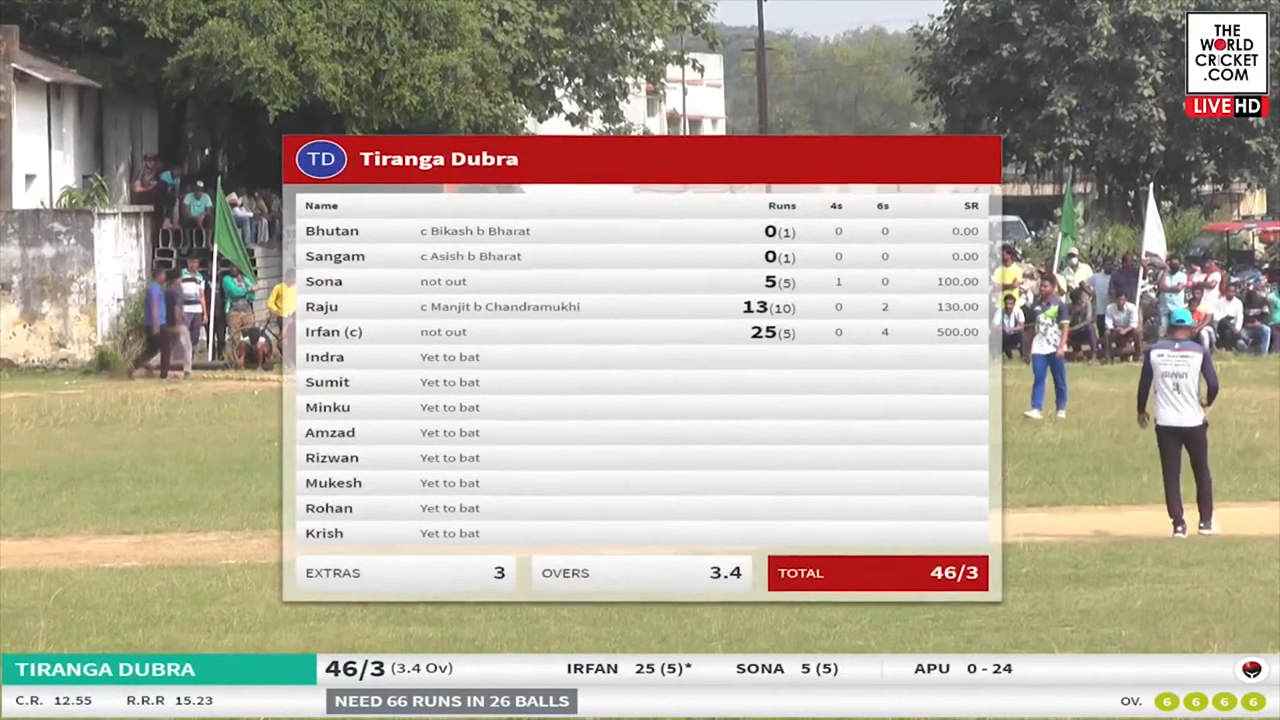 THE
WORLD
CRICKET
.COM
LIVE HD
TD Tiranga Dubra
Name Runs 4s 6s SR
Bhutan c Bikash b Bharat 0(1) 0 0 0.00
Sangam c Asish b Bharat 0(1) 0 0 0.00
Sona not out 5(5) 1 0 100.00
Raju c Manjit b Chandramukhi 13(10) 0 2 130.00
Irfan (c) not out 25(5) 0 4 500.00
Indra Yet to bat
Sumit Yet to bat
Minku Yet to bat
Amzad Yet to bat
Rizwan Yet to bat
Mukesh Yet to bat
Rohan Yet to bat
Krish Yet to bat
EXTRAS 3 OVERS 3.4 TOTAL 46/3
TIRANGA DUBRA 46/3 (3.4 Ov) IRFAN 25 (5)* SONA 5 (5) APU 0 - 24
C.R. 12.55 R.R.R 15.23 NEED 66 RUNS IN 26 BALLS OV. 6 6 6 6